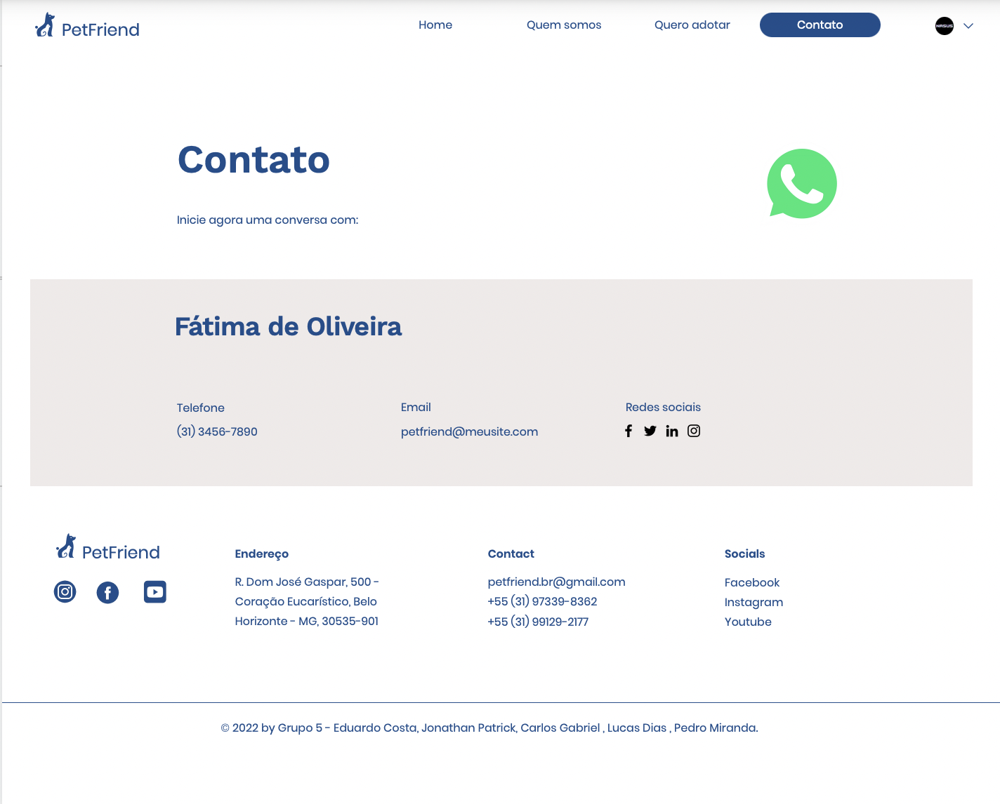 PetFriend
Home
Quem somos
Quero adotar
Contato
NASUS
Contato
Inicie agora uma conversa com:
Fátima de Oliveira
Telefone
Email
Redes sociais
(31) 3456-7890
petfriend@meusite.com
PetFriend
Endereço
R. Dom José Gaspar, 500 -
Coração Eucarístico, Belo
Horizonte - MG, 30535-901
Contact
petfriend.br@gmail.com
+55 (31) 97339-8362
+55 (31) 99129-2177
Socials
Facebook
Instagram
Youtube
© 2022 by Grupo 5 - Eduardo Costa, Jonathan Patrick, Carlos Gabriel , Lucas Dias , Pedro Miranda.